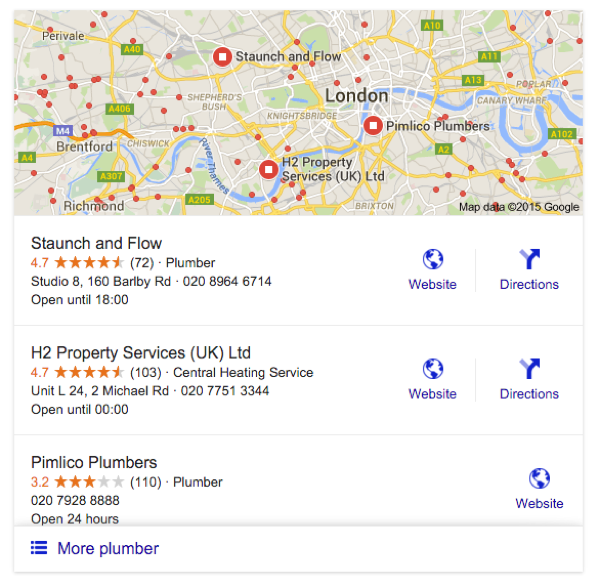 Perivale
A40
A10
Staunch and Flow
A11
A406
SHEPHERD'S
BUSH
London
A13
POPLAR
CANARY WHARF
KNIGHTSBRIDGE
M4
Brentford
CHISWICK
Pimlico Plumbers
A102
A4
River Thames
H2 Property
Services (UK) Ltd
A2
A307
Richmond
A205
BRIXTON
Map data ©2015 Google
Staunch and Flow
4.7 ★★★★★ (72) · Plumber
Studio 8, 160 Barlby Rd · 020 8964 6714
Open until 18:00
Website
Directions
H2 Property Services (UK) Ltd
4.7 ★★★★★ (103) · Central Heating Service
Unit L 24, 2 Michael Rd · 020 7751 3344
Open until 00:00
Website
Directions
Pimlico Plumbers
3.2 ★★★★★ (110) · Plumber
020 7928 8888
Open 24 hours
Website
More plumber